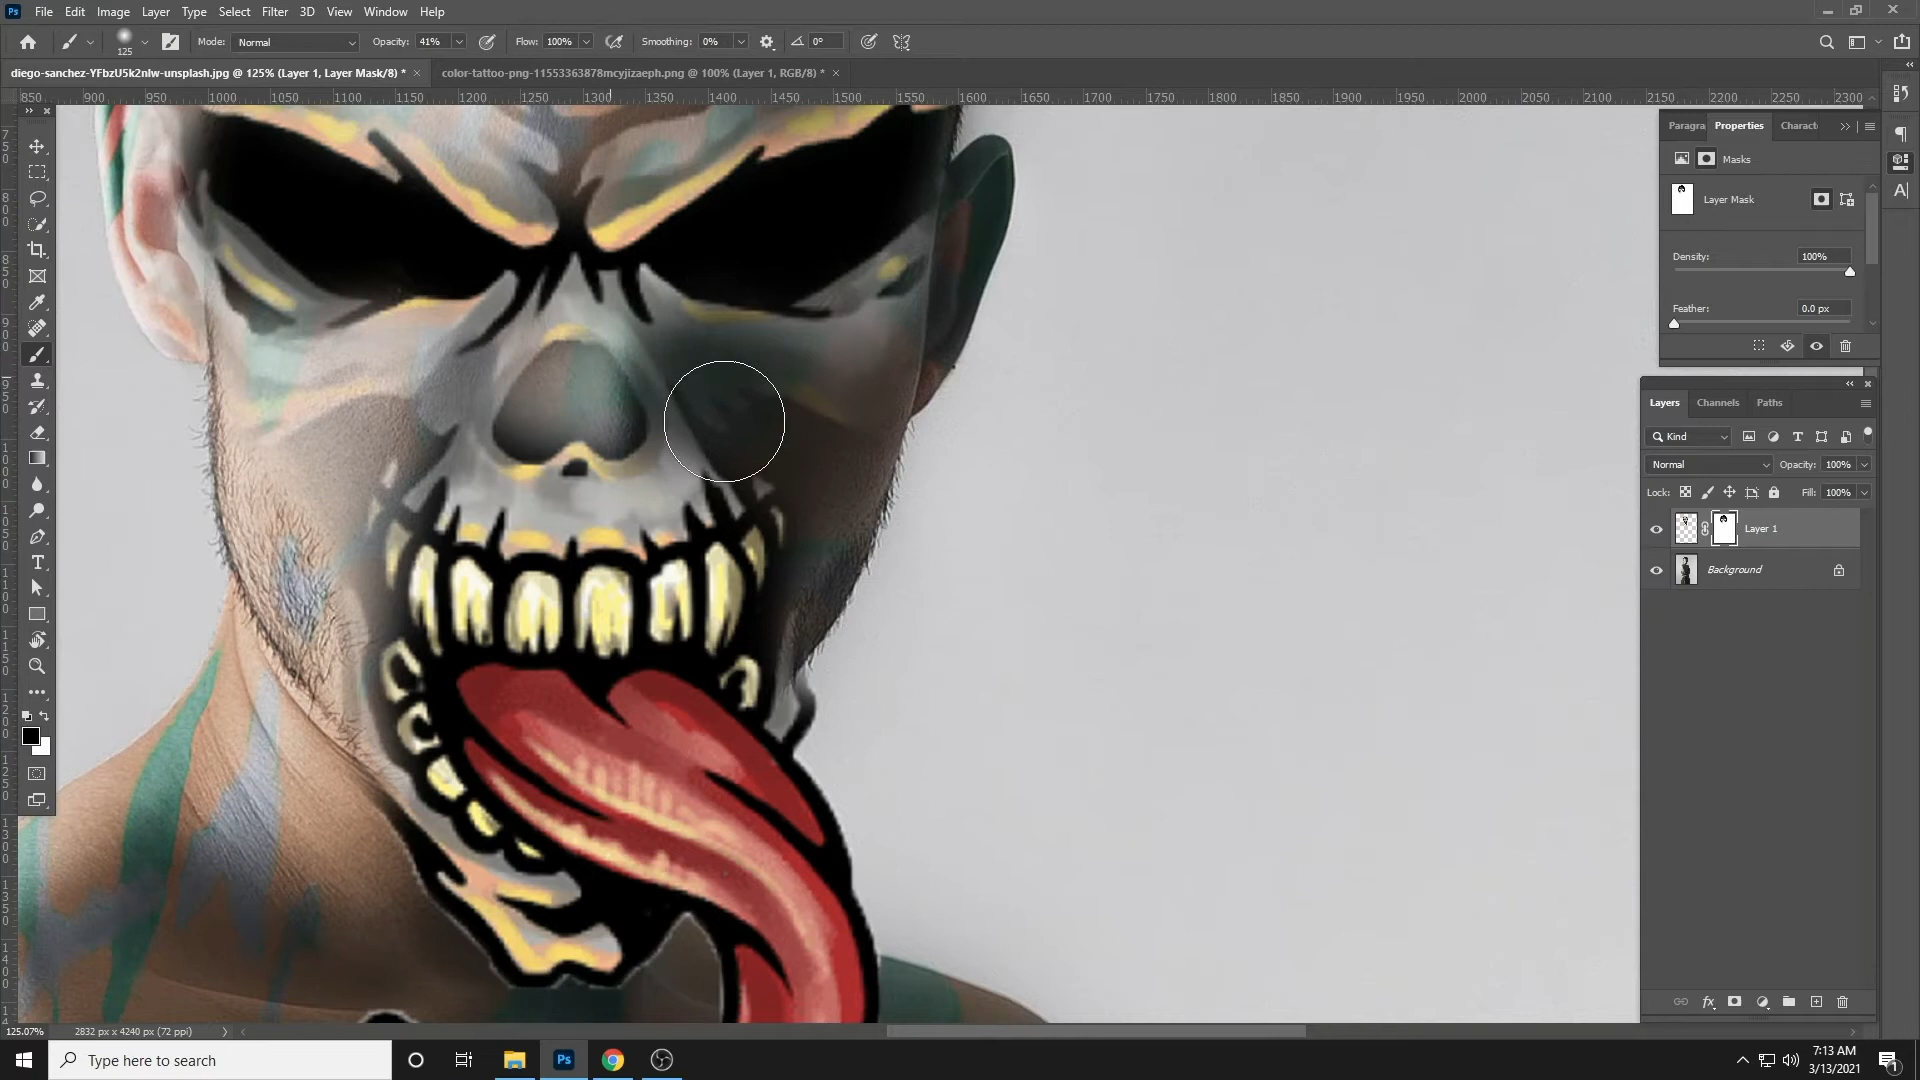 Ps File Edit Image Layer Type Select Filter 3D View Window Help
125 Mode: Normal Opacity: 41% Flow: 100% Smoothing: 0% 0°
diego-sanchez-YFbzU5k2nlw-unsplash.jpg @ 125% (Layer 1, Layer Mask/8) * × color-tattoo-png-11553363878mcyjizaeph.png @ 100% (Layer 1, RGB/8) * ×
850 900 950 1000 1050 1100 1150 1200 1250 1300 1350 1400 1450 1500 1550 1600 1650 1700 1750 1800 1850 1900 1950 2000 2050 2100 2150 2200 2250 2300
Paragra Properties Charact
Masks
Layer Mask
Density: 100%
Feather: 0.0 px
Layers Channels Paths
Kind
Normal Opacity: 100%
Lock: Fill: 100%
Layer 1
Background
125.07% 2832 px x 4240 px (72 ppi)
Type here to search
Ps
7:13 AM
3/13/2021
1